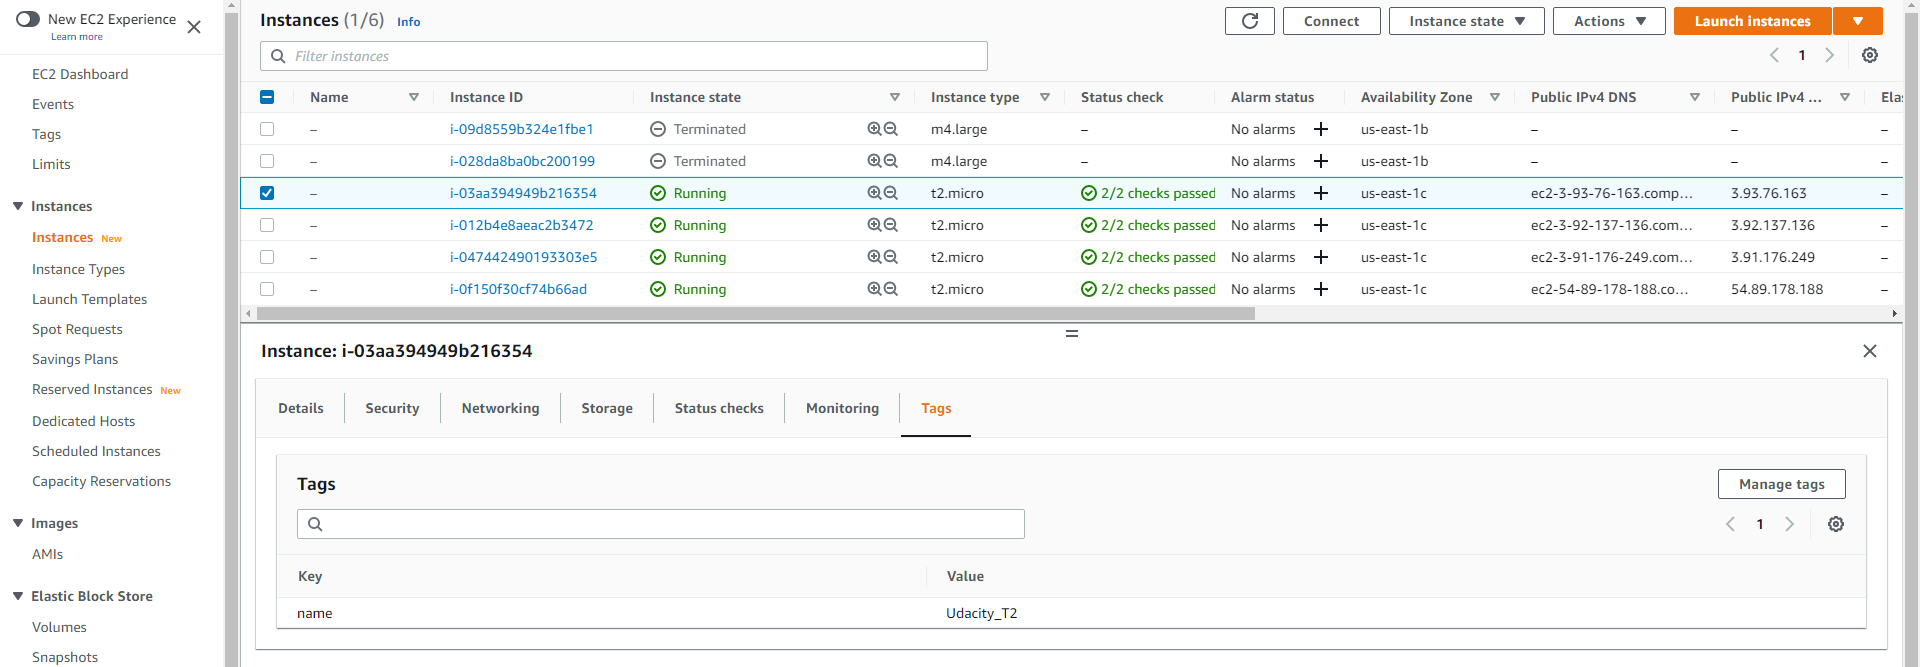 New EC2 Experience
Learn more
EC2 Dashboard
Events
Tags
Limits
Instances
Instances New
Instance Types
Launch Templates
Spot Requests
Savings Plans
Reserved Instances New
Dedicated Hosts
Scheduled Instances
Capacity Reservations
Images
AMIs
Elastic Block Store
Volumes
Snapshots
Instances (1/6) Info
Connect Instance state Actions Launch instances
Filter instances
1
Name Instance ID Instance state Instance type Status check Alarm status Availability Zone Public IPv4 DNS Public IPv4 ... Elas
– i-09d8559b324e1fbe1 Terminated m4.large – No alarms + us-east-1b – – –
– i-028da8ba0bc200199 Terminated m4.large – No alarms + us-east-1b – – –
– i-03aa394949b216354 Running t2.micro 2/2 checks passed No alarms + us-east-1c ec2-3-93-76-163.comp... 3.93.76.163 –
– i-012b4e8aeac2b3472 Running t2.micro 2/2 checks passed No alarms + us-east-1c ec2-3-92-137-136.com... 3.92.137.136 –
– i-047442490193303e5 Running t2.micro 2/2 checks passed No alarms + us-east-1c ec2-3-91-176-249.com... 3.91.176.249 –
– i-0f150f30cf74b66ad Running t2.micro 2/2 checks passed No alarms + us-east-1c ec2-54-89-178-188.co... 54.89.178.188 –
Instance: i-03aa394949b216354
Details Security Networking Storage Status checks Monitoring Tags
Tags
Manage tags
1
Key Value
name Udacity_T2